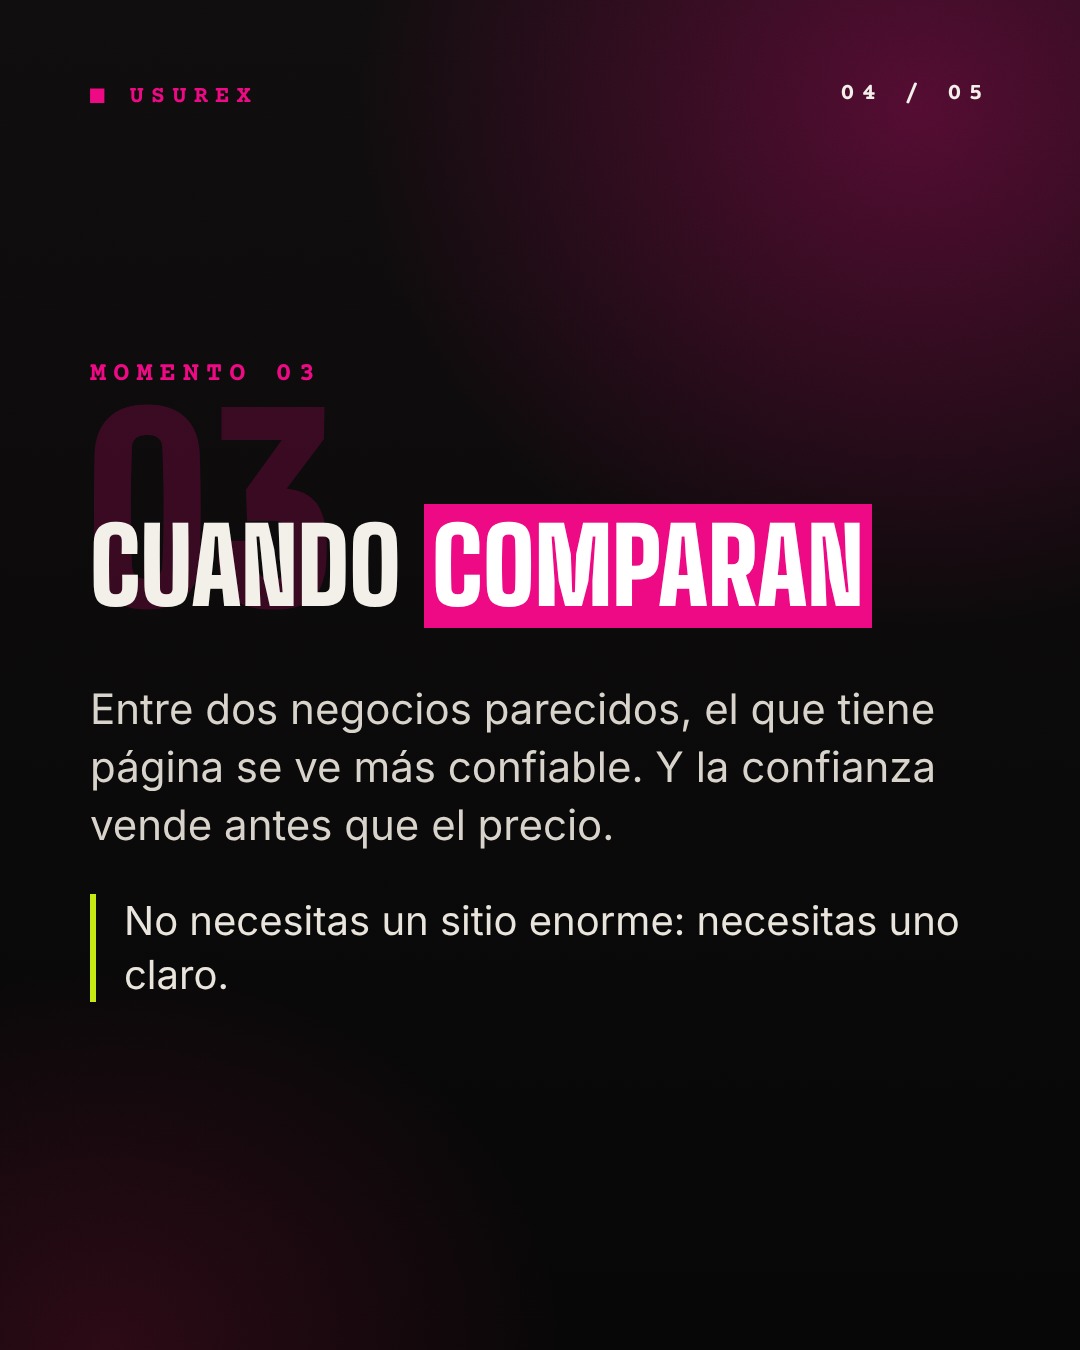 USUREX
04 / 05
MOMENTO 03
03
CUANDO COMPARAN
Entre dos negocios parecidos, el que tiene
página se ve más confiable. Y la confianza
vende antes que el precio.
No necesitas un sitio enorme: necesitas uno
claro.